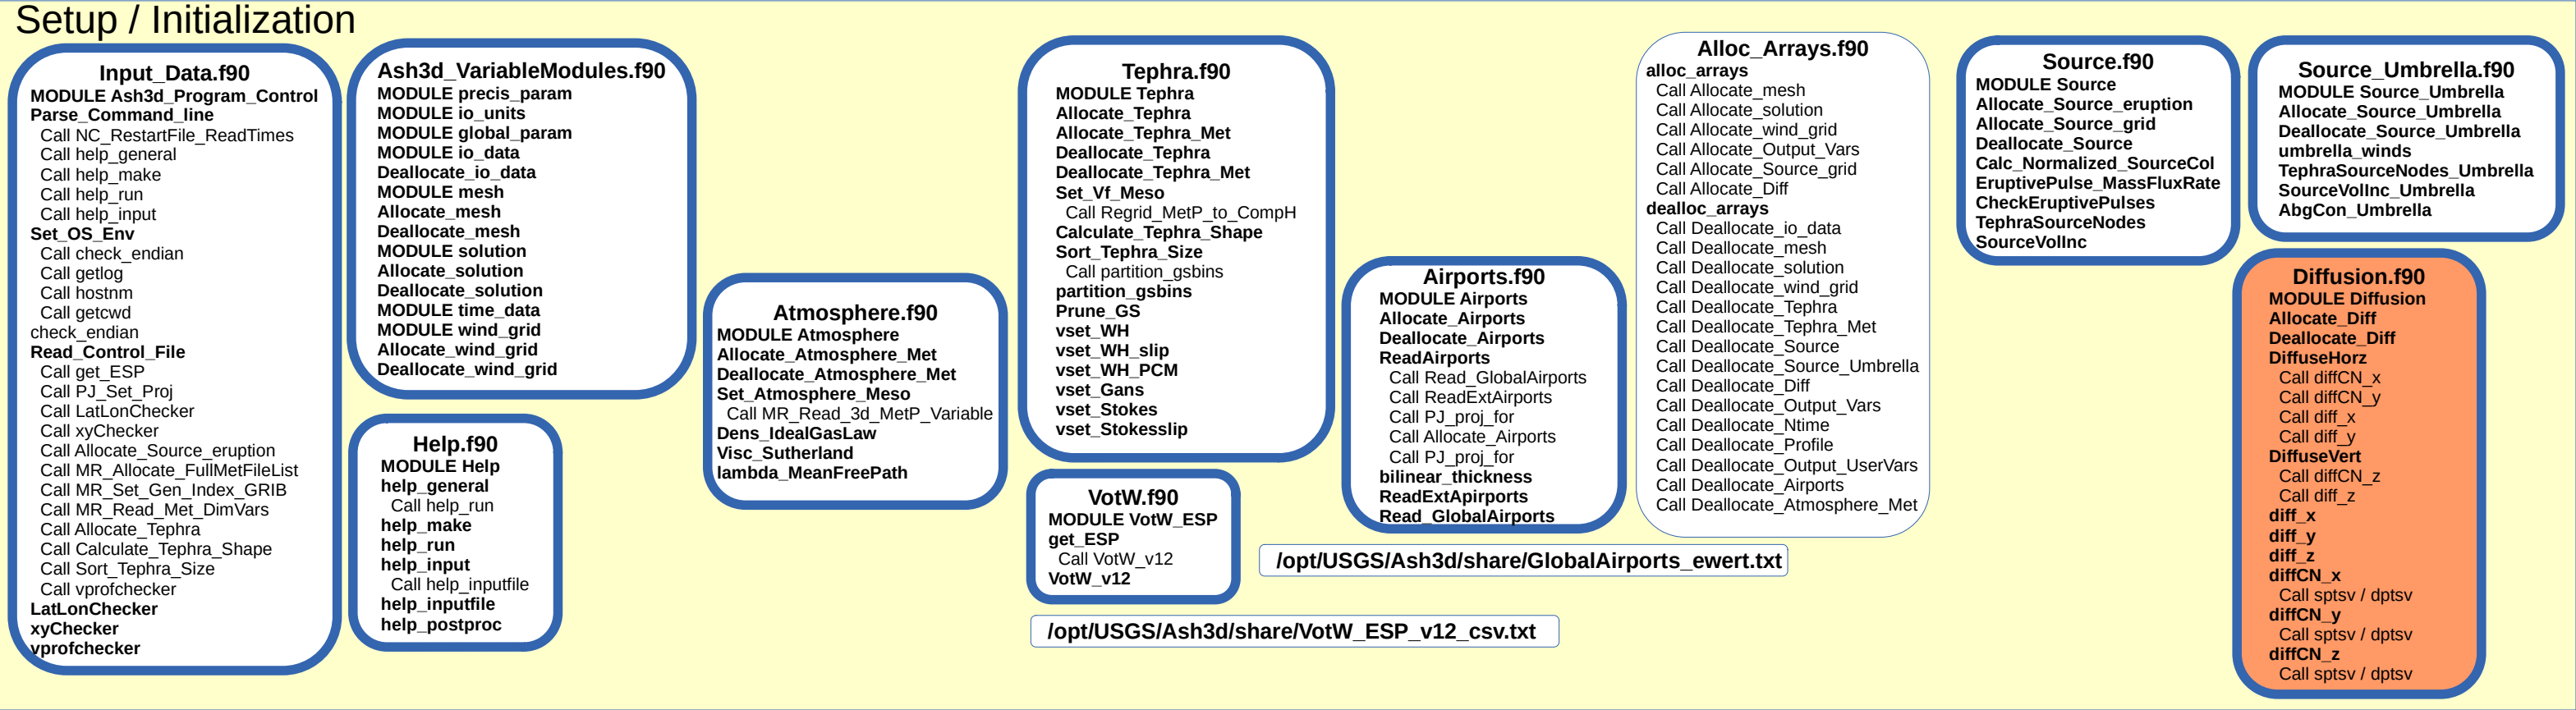 Setup / Initialization
Input_Data.f90
MODULE Ash3d_Program_Control
Parse_Command_line
Call NC_RestartFile_ReadTimes
Call help_general
Call help_make
Call help_run
Call help_input
Set_OS_Env
Call check_endian
Call getlog
Call hostnm
Call getcwd
check_endian
Read_Control_File
Call get_ESP
Call PJ_Set_Proj
Call LatLonChecker
Call xyChecker
Call Allocate_Source_eruption
Call MR_Allocate_FullMetFileList
Call MR_Set_Gen_Index_GRIB
Call MR_Read_Met_DimVars
Call Allocate_Tephra
Call Calculate_Tephra_Shape
Call Sort_Tephra_Size
Call vprofchecker
LatLonChecker
xyChecker
vprofchecker
Ash3d_VariableModules.f90
MODULE precis_param
MODULE io_units
MODULE global_param
MODULE io_data
Deallocate_io_data
MODULE mesh
Allocate_mesh
Deallocate_mesh
MODULE solution
Allocate_solution
Deallocate_solution
MODULE time_data
MODULE wind_grid
Allocate_wind_grid
Deallocate_wind_grid
Help.f90
MODULE Help
help_general
Call help_run
help_make
help_run
help_input
Call help_inputfile
help_inputfile
help_postproc
Atmosphere.f90
MODULE Atmosphere
Allocate_Atmosphere_Met
Deallocate_Atmosphere_Met
Set_Atmosphere_Meso
Call MR_Read_3d_MetP_Variable
Dens_IdealGasLaw
Visc_Sutherland
lambda_MeanFreePath
Tephra.f90
MODULE Tephra
Allocate_Tephra
Allocate_Tephra_Met
Deallocate_Tephra
Deallocate_Tephra_Met
Set_Vf_Meso
Call Regrid_MetP_to_CompH
Calculate_Tephra_Shape
Sort_Tephra_Size
Call partition_gsbins
partition_gsbins
Prune_GS
vset_WH
vset_WH_slip
vset_WH_PCM
vset_Gans
vset_Stokes
vset_Stokesslip
VotW.f90
MODULE VotW_ESP
get_ESP
Call VotW_v12
VotW_v12
/opt/USGS/Ash3d/share/VotW_ESP_v12_csv.txt
Airports.f90
MODULE Airports
Allocate_Airports
Deallocate_Airports
ReadAirports
Call Read_GlobalAirports
Call ReadExtAirports
Call PJ_proj_for
Call Allocate_Airports
Call PJ_proj_for
bilinear_thickness
ReadExtApirports
Read_GlobalAirports
/opt/USGS/Ash3d/share/GlobalAirports_ewert.txt
Alloc_Arrays.f90
alloc_arrays
Call Allocate_mesh
Call Allocate_solution
Call Allocate_wind_grid
Call Allocate_Output_Vars
Call Allocate_Source_grid
Call Allocate_Diff
dealloc_arrays
Call Deallocate_io_data
Call Deallocate_mesh
Call Deallocate_solution
Call Deallocate_wind_grid
Call Deallocate_Tephra
Call Deallocate_Tephra_Met
Call Deallocate_Source
Call Deallocate_Source_Umbrella
Call Deallocate_Diff
Call Deallocate_Output_Vars
Call Deallocate_Ntime
Call Deallocate_Profile
Call Deallocate_Output_UserVars
Call Deallocate_Airports
Call Deallocate_Atmosphere_Met
Source.f90
MODULE Source
Allocate_Source_eruption
Allocate_Source_grid
Deallocate_Source
Calc_Normalized_SourceCol
EruptivePulse_MassFluxRate
CheckEruptivePulses
TephraSourceNodes
SourceVolInc
Source_Umbrella.f90
MODULE Source_Umbrella
Allocate_Source_Umbrella
Deallocate_Source_Umbrella
umbrella_winds
TephraSourceNodes_Umbrella
SourceVolInc_Umbrella
AbgCon_Umbrella
Diffusion.f90
MODULE Diffusion
Allocate_Diff
Deallocate_Diff
DiffuseHorz
Call diffCN_x
Call diffCN_y
Call diff_x
Call diff_y
DiffuseVert
Call diffCN_z
Call diff_z
diff_x
diff_y
diff_z
diffCN_x
Call sptsv / dptsv
diffCN_y
Call sptsv / dptsv
diffCN_z
Call sptsv / dptsv